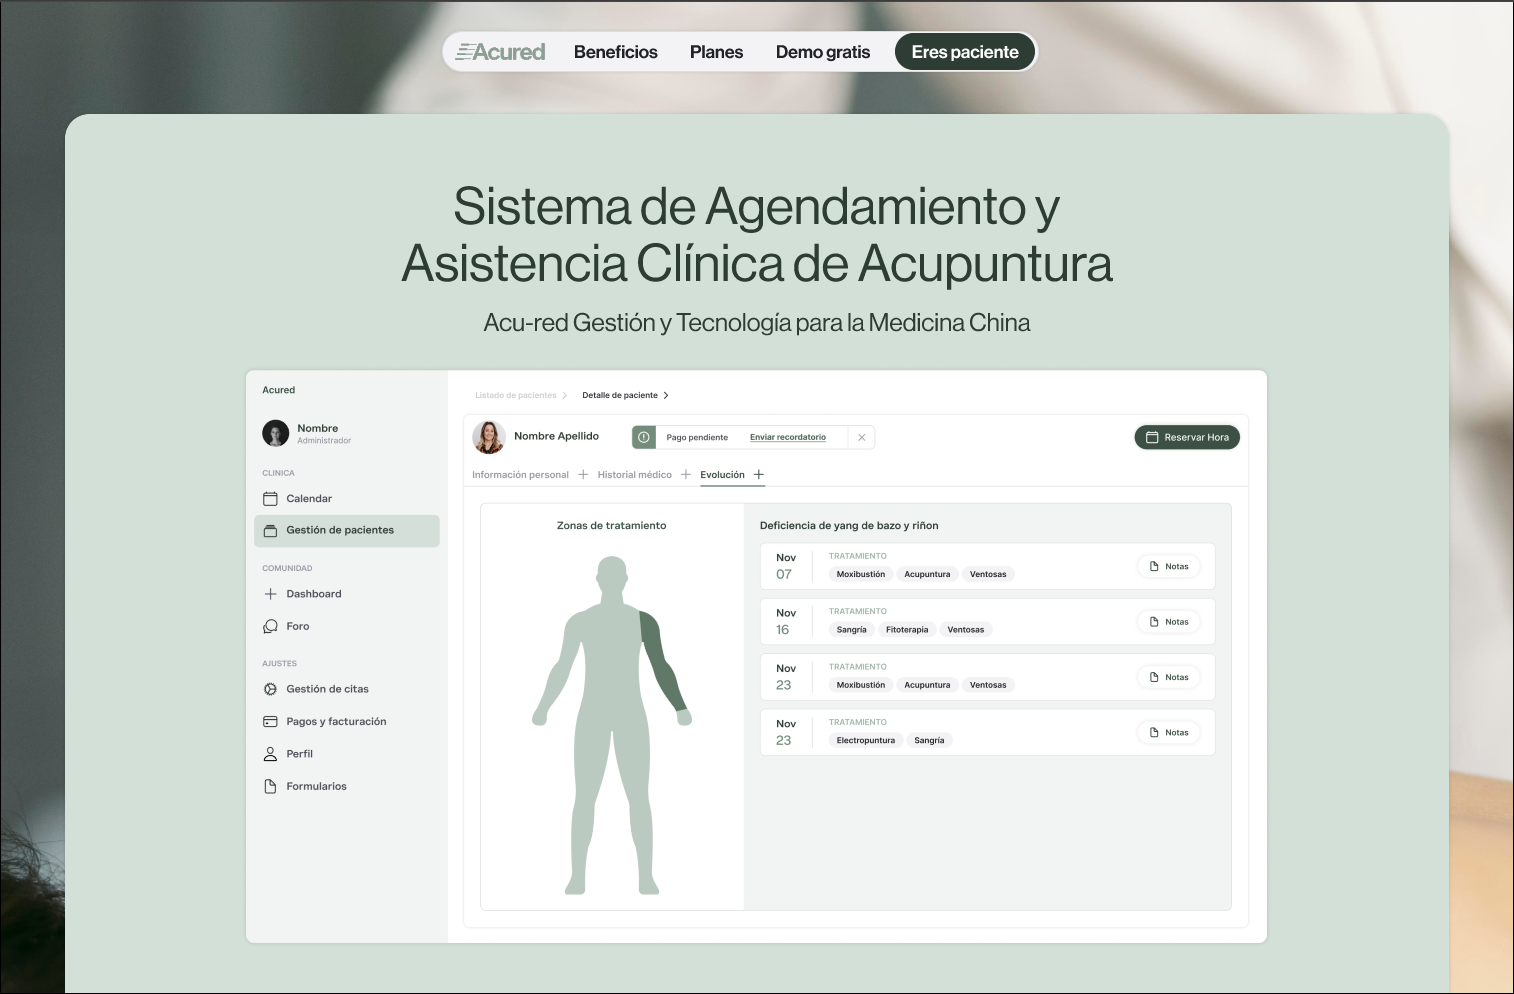 Acured
Beneficios
Planes
Demo gratis
Eres paciente
Sistema de Agendamiento y
Asistencia Clínica de Acupuntura
Acu-red Gestión y Tecnología para la Medicina China
Acured
Nombre
Administrador
CLINICA
Calendar
Gestión de pacientes
COMUNIDAD
Dashboard
Foro
AJUSTES
Gestión de citas
Pagos y facturación
Perfil
Formularios
Listado de pacientes
Detalle de paciente
Nombre Apellido
Pago pendiente
Enviar recordatorio
Reservar Hora
Información personal
Historial médico
Evolución
Zonas de tratamiento
Deficiencia de yang de bazo y riñon
Nov
07
TRATAMIENTO
Moxibustión
Acupuntura
Ventosas
Notas
Nov
16
TRATAMIENTO
Sangría
Fitoterapia
Ventosas
Notas
Nov
23
TRATAMIENTO
Moxibustión
Acupuntura
Ventosas
Notas
Nov
23
TRATAMIENTO
Electropuntura
Sangría
Notas